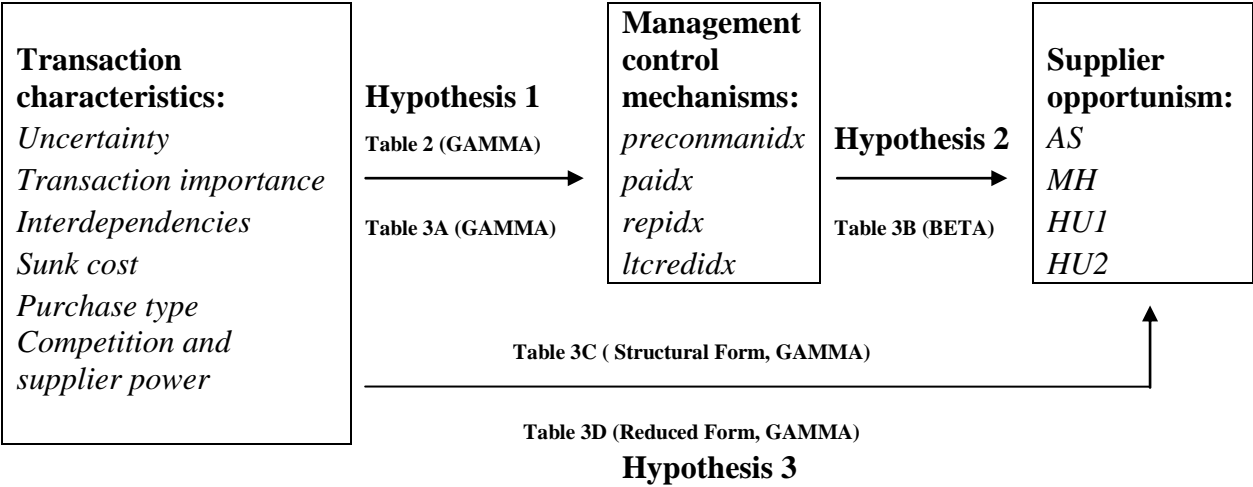 Transaction
characteristics:
Uncertainty
Transaction importance
Interdependencies
Sunk cost
Purchase type
Competition and
supplier power
Hypothesis 1
Table 2 (GAMMA)
Table 3A (GAMMA)
Management
control
mechanisms:
preconmanidx
paidx
repidx
ltcredidx
Hypothesis 2
Table 3B (BETA)
Supplier
opportunism:
AS
MH
HU1
HU2
Table 3C ( Structural Form, GAMMA)
Table 3D (Reduced Form, GAMMA)
Hypothesis 3